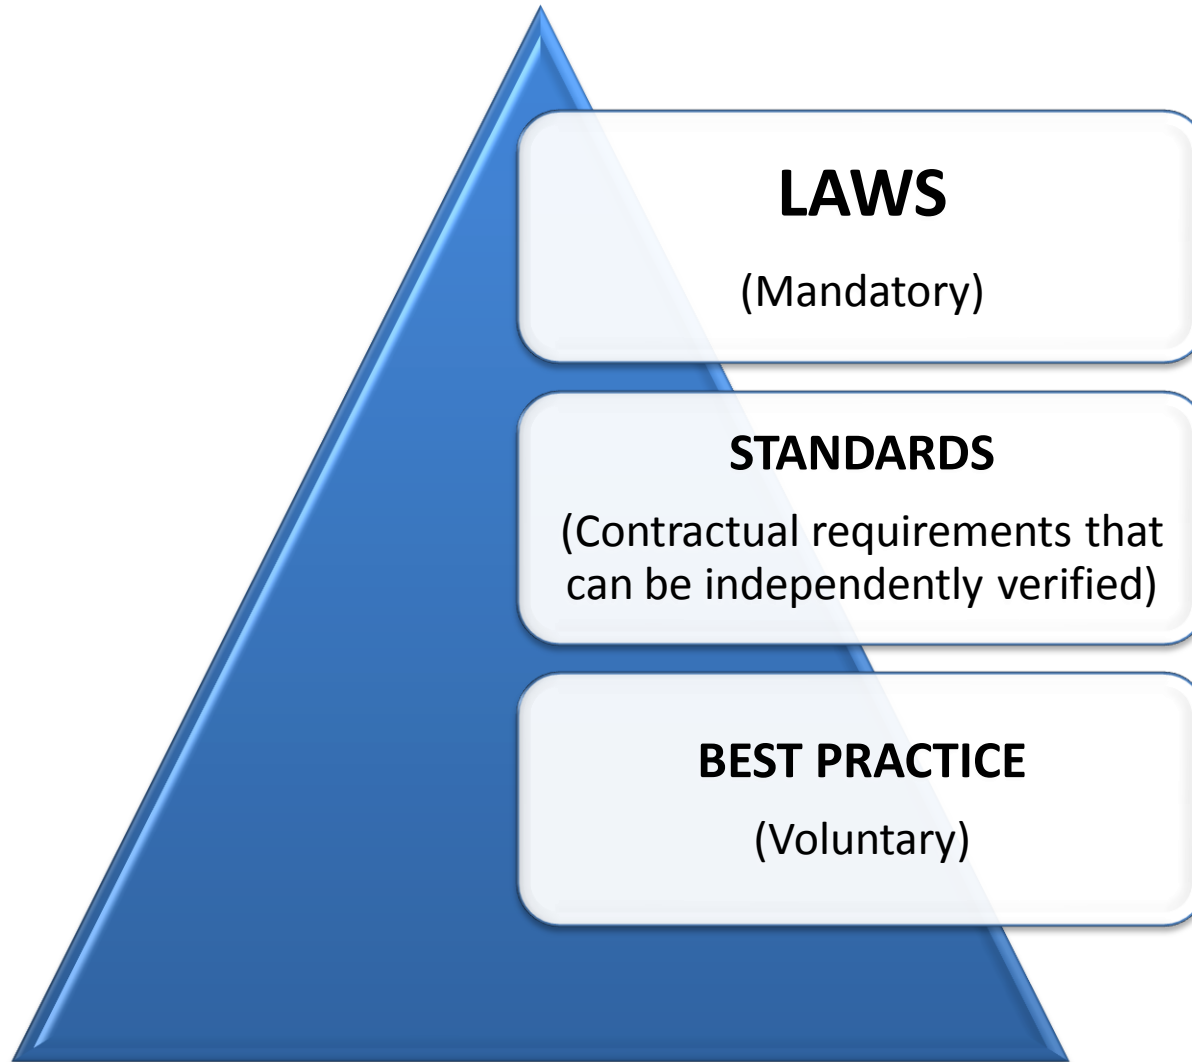 LAWS
(Mandatory)
STANDARDS
(Contractual requirements that
can be independently verified)
BEST PRACTICE
(Voluntary)